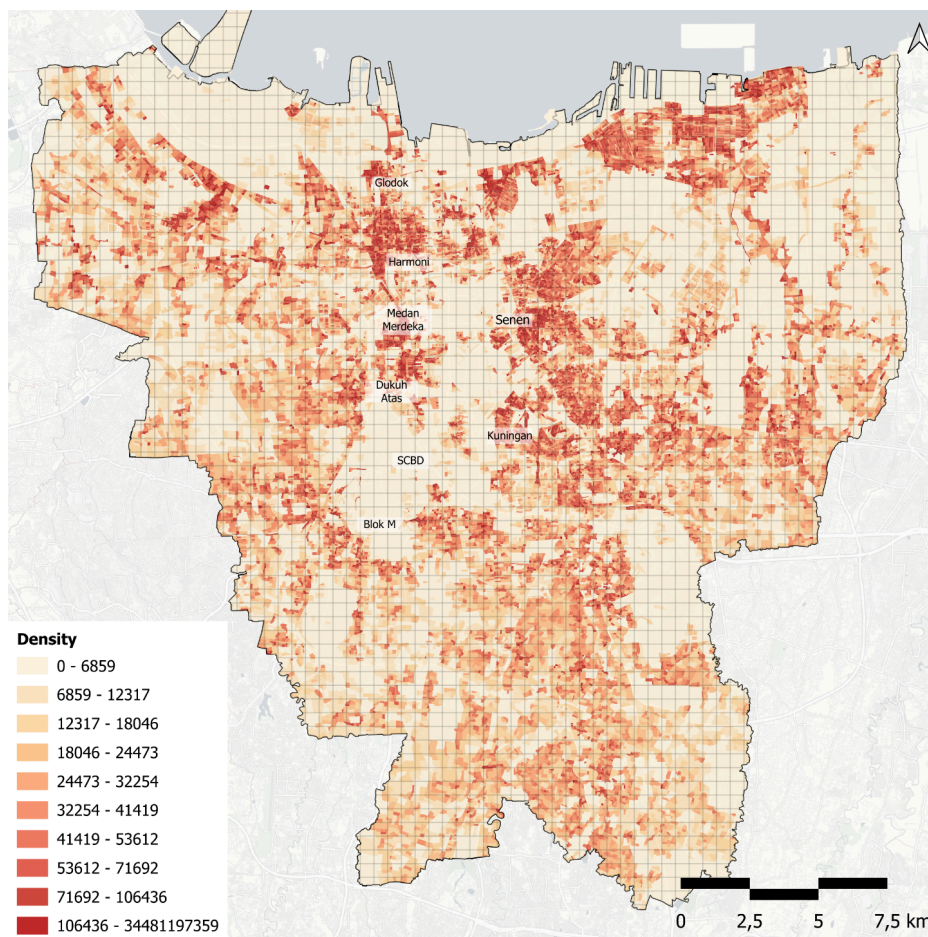 Glodok
Harmoni
Medan
Merdeka
Senen
Dukuh
Atas
Kuningan
SCBD
Blok M
Density
0 - 6859
6859 - 12317
12317 - 18046
18046 - 24473
24473 - 32254
32254 - 41419
41419 - 53612
53612 - 71692
71692 - 106436
106436 - 34481197359
0 2,5 5 7,5 km